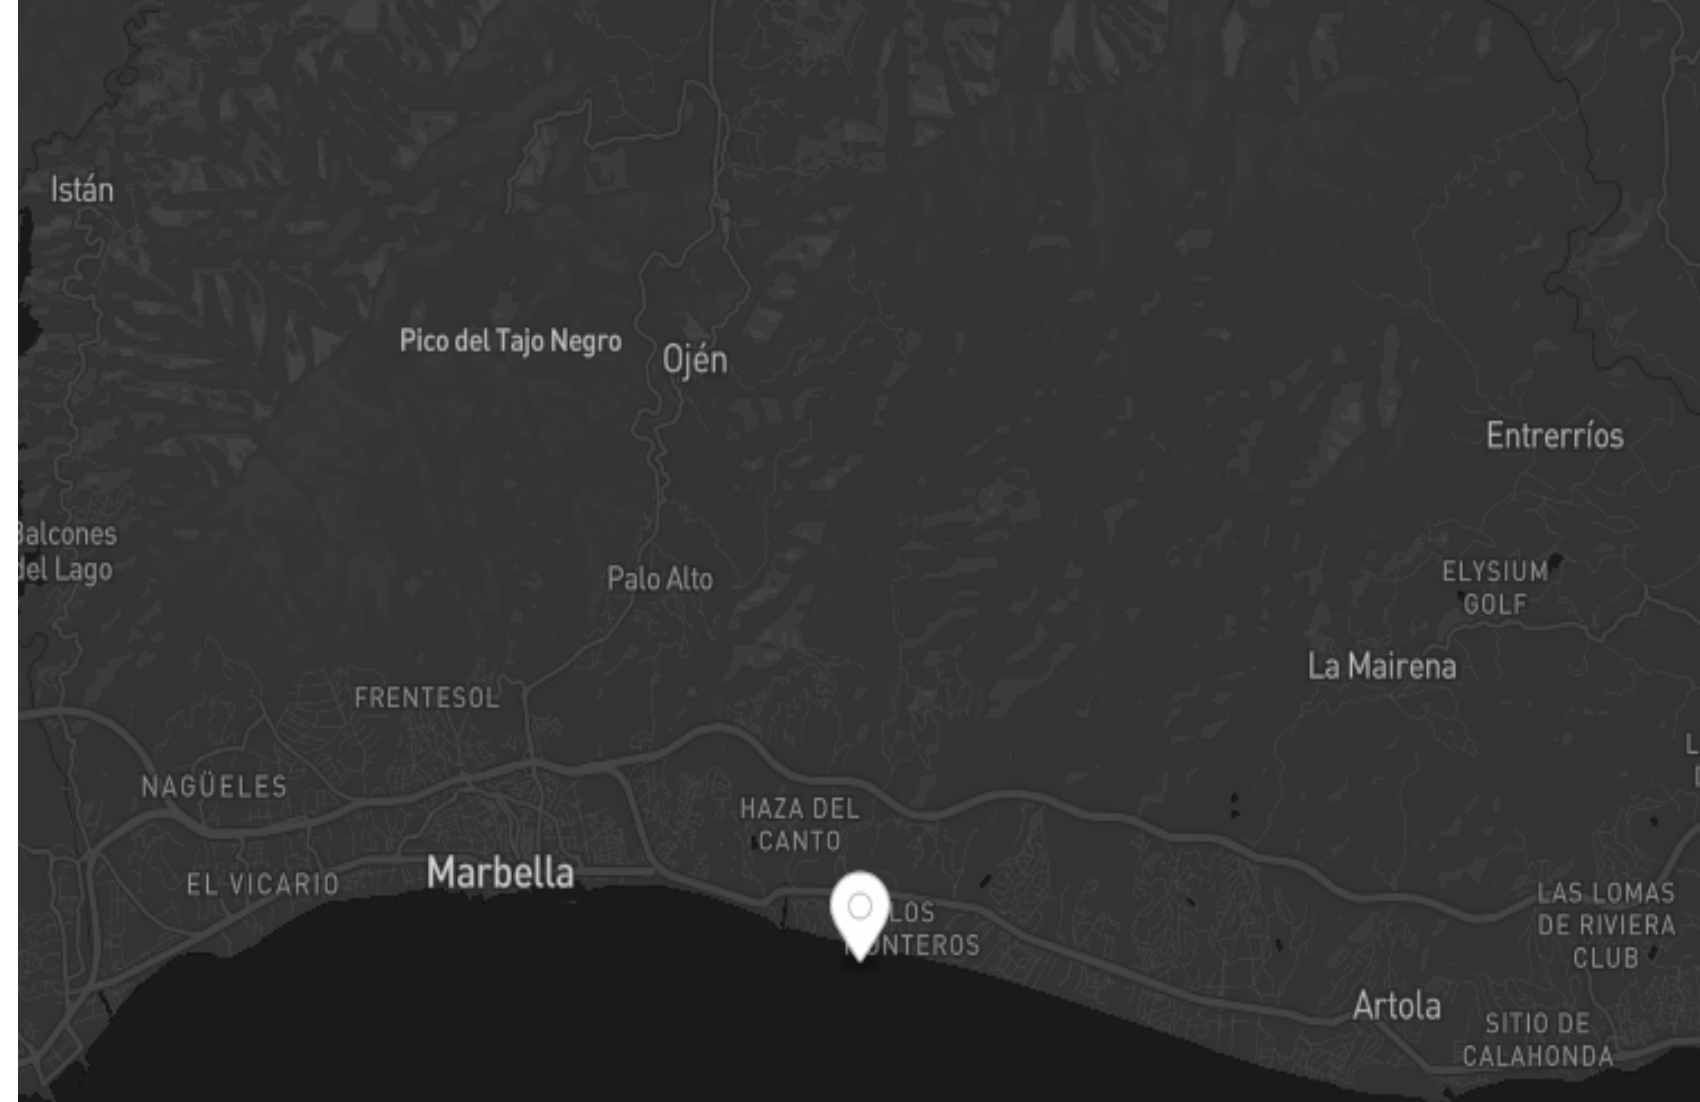 Istán
Pico del Tajo Negro
Ojén
Entrerríos
Balcones
del Lago
Palo Alto
ELYSIUM
GOLF
La Mairena
FRENTESOL
NAGÜELES
HAZA DEL
CANTO
Marbella
EL VICARIO
LOS
MONTEROS
LAS LOMAS
DE RIVIERA
CLUB
Artola
SITIO DE
CALAHONDA